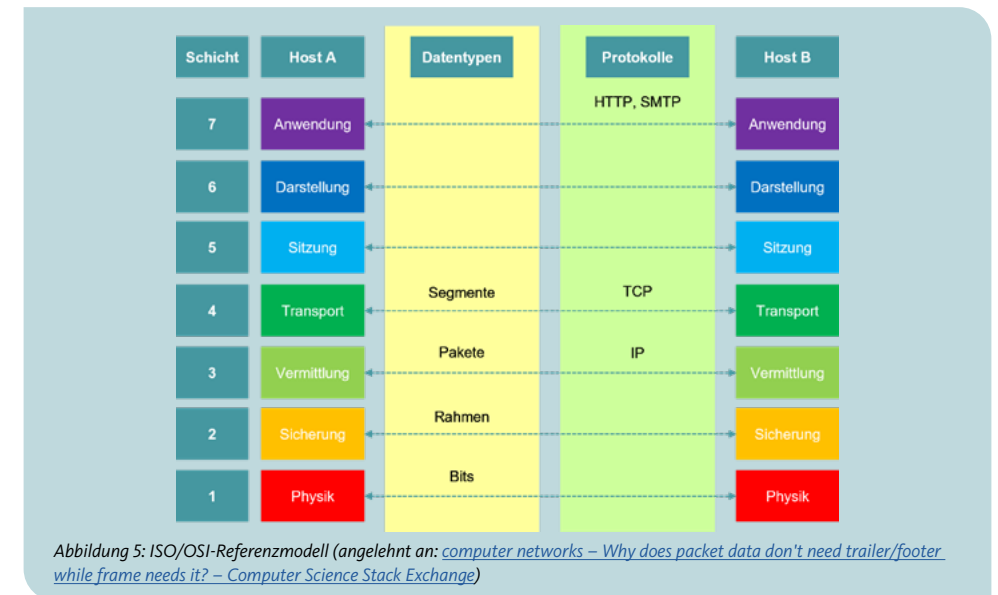 Schicht Host A Datentypen Protokolle Host B
HTTP, SMTP
7 Anwendung Anwendung
6 Darstellung Darstellung
5 Sitzung Sitzung
Segmente TCP
4 Transport Transport
Pakete IP
3 Vermittlung Vermittlung
Rahmen
2 Sicherung Sicherung
Bits
1 Physik Physik
Abbildung 5: ISO/OSI-Referenzmodell (angelehnt an: computer networks – Why does packet data don't need trailer/footer
while frame needs it? – Computer Science Stack Exchange)